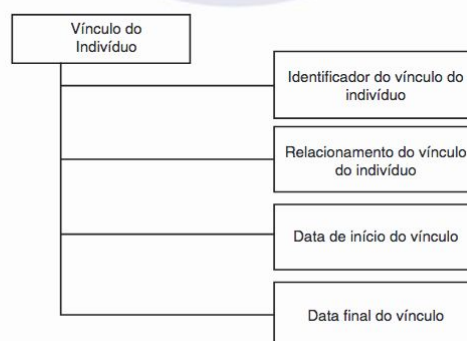 Vínculo do
Indivíduo
Identificador do vínculo do
indivíduo
Relacionamento do vínculo
do indivíduo
Data de início do vínculo
Data final do vínculo